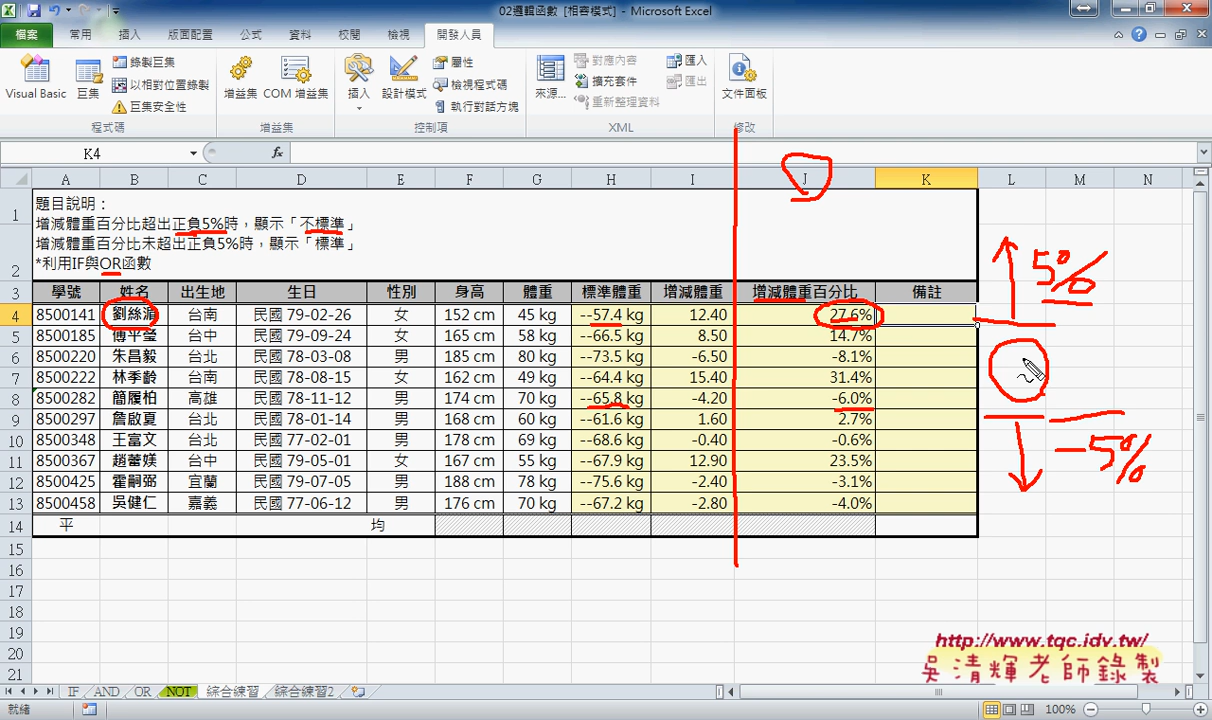 02邏輯函數 [相容模式] - Microsoft Excel
檔案 常用 插入 版面配置 公式 資料 校閱 檢視 開發人員
Visual Basic 巨集 錄製巨集 以相對位置錄製 巨集安全性 程式碼
增益集 COM 增益集 增益集
插入 設計模式 屬性 檢視程式碼 執行對話方塊 控制項
來源... 對應內容 擴充套件 重新整理資料 匯入 匯出 XML
文件面板 修改
K4 fx
A B C D E F G H I J K L M N
1 題目說明：
增減體重百分比超出正負5%時，顯示「不標準」
增減體重百分比未超出正負5%時，顯示「標準」
2 *利用IF與OR函數
3 學號 姓名 出生地 生日 性別 身高 體重 標準體重 增減體重 增減體重百分比 備註
4 8500141 劉絲 台南 民國 79-02-26 女 152 cm 45 kg --57.4 kg 12.40 27.6%
5 8500185 傅平瑩 台中 民國 79-09-24 女 165 cm 58 kg --66.5 kg 8.50 14.7%
6 8500220 朱昌毅 台北 民國 78-03-08 男 185 cm 80 kg --73.5 kg -6.50 -8.1%
7 8500222 林季齡 台南 民國 78-11-15 女 162 cm 49 kg --64.4 kg 15.40 31.4%
8 8500282 簡履柏 高雄 民國 78-11-12 男 174 cm 70 kg --65.8 kg -4.20 -6.0%
9 8500297 詹啟夏 台北 民國 78-01-14 男 168 cm 60 kg --61.6 kg 1.60 2.7%
10 8500348 王富文 台北 民國 77-02-01 男 178 cm 69 kg --68.6 kg -0.40 -0.6%
11 8500367 趙蕾媄 台中 民國 79-05-01 女 167 cm 55 kg --67.9 kg 12.90 23.5%
12 8500425 霍嗣弼 宜蘭 民國 79-07-05 男 188 cm 78 kg --75.6 kg -2.40 -3.1%
13 8500458 吳健仁 嘉義 民國 77-06-12 男 176 cm 70 kg --67.2 kg -2.80 -4.0%
14 平 均
15
16
17
18
19
20
21
5%
-5%
http://www.tqc.idv.tw/
吳清輝老師錄製
IF AND OR NOT 綜合練習 綜合練習2
就緒 100%